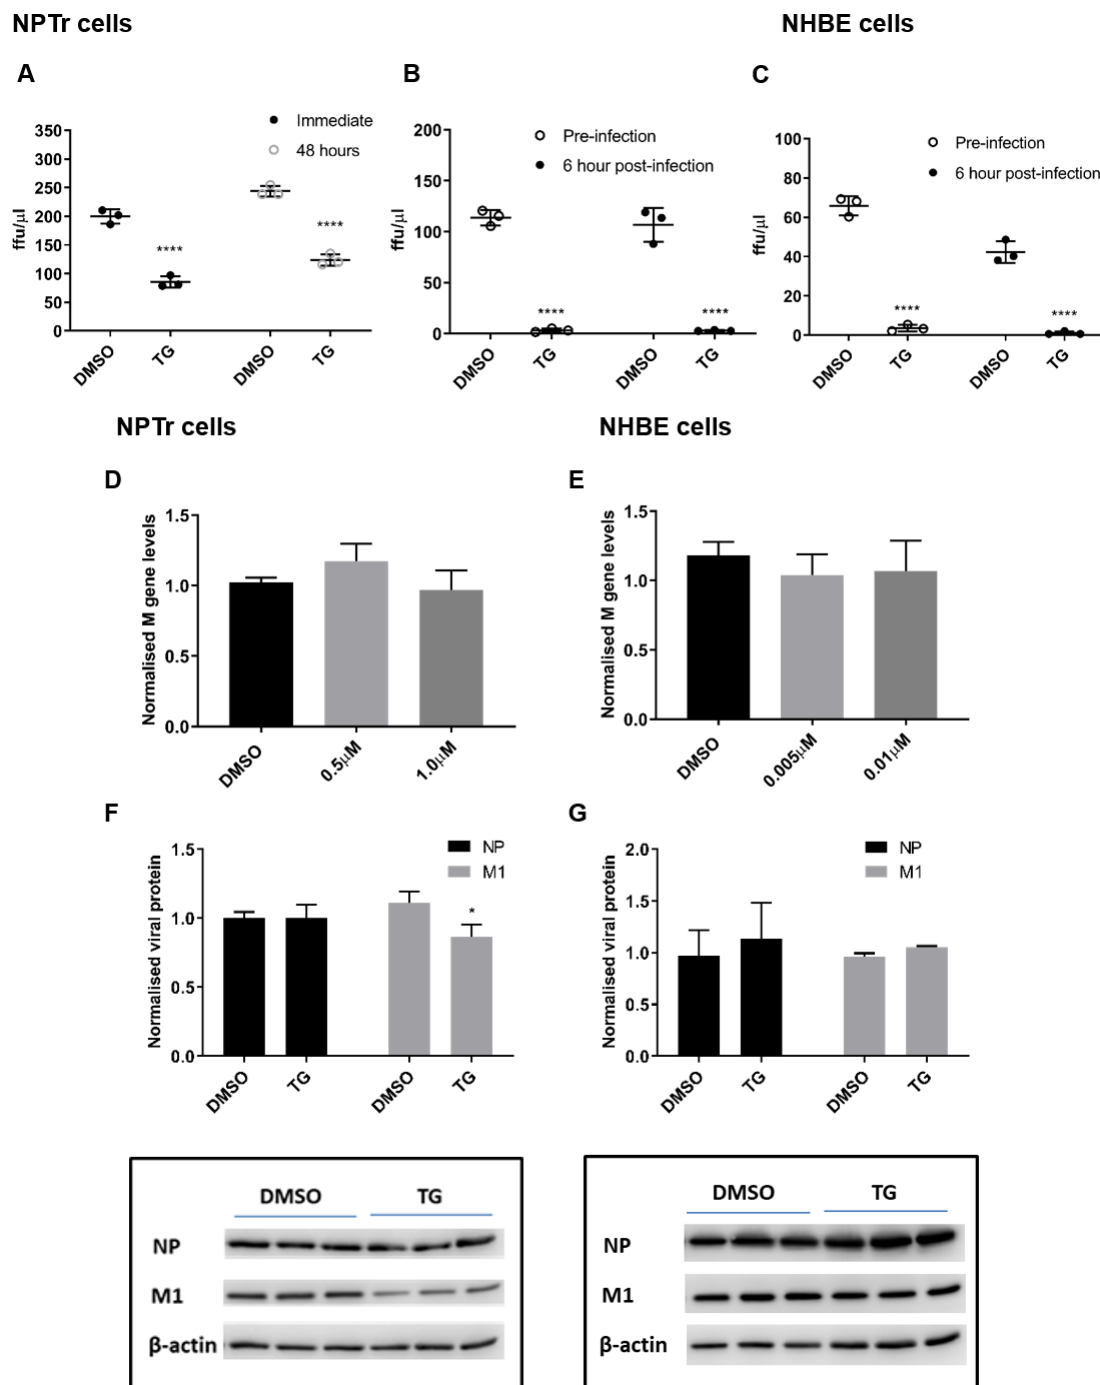 NPTr cells NHBE cells
A B C
Immediate
48 hours
ffu/µl
350
300
250
200
150
100
50
0
****
****
DMSO TG DMSO TG
Pre-infection
6 hour post-infection
ffu/µl
200
150
100
50
0
****
****
DMSO TG DMSO TG
Pre-infection
6 hour post-infection
ffu/µl
100
80
60
40
20
0
****
****
DMSO TG DMSO TG
NPTr cells NHBE cells
D E
Normalised M gene levels
1.5
1.0
0.5
0.0
DMSO 0.5µM 1.0µM
Normalised M gene levels
1.5
1.0
0.5
0.0
DMSO 0.005µM 0.01µM
F G
NP
M1
Normalised viral protein
1.5
1.0
0.5
0.0
*
DMSO TG DMSO TG
NP
M1
Normalised viral protein
2.0
1.5
1.0
0.5
0.0
DMSO TG DMSO TG
DMSO TG
NP
M1
β-actin
DMSO TG
NP
M1
β-actin